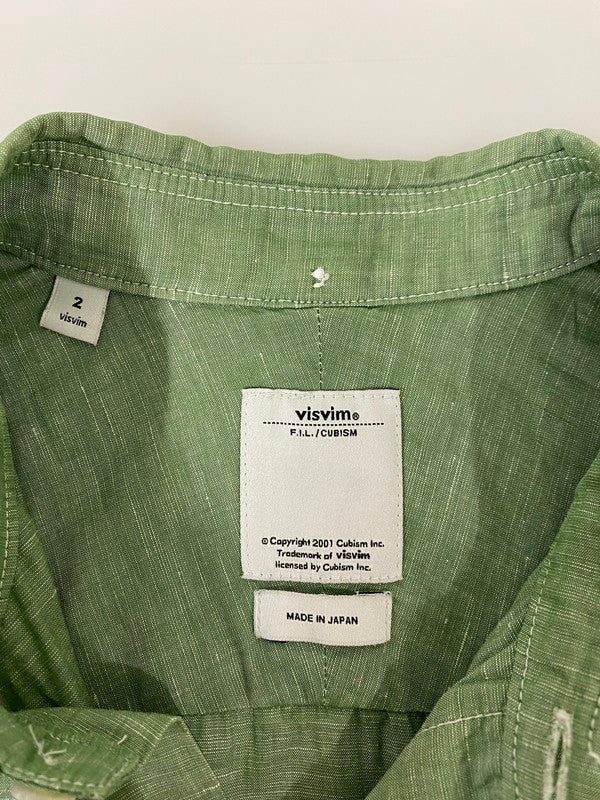 2
visvim
visvim®
F.I.L./CUBISM
© Copyright 2001 Cubism Inc.
Trademark of visvim
licensed by Cubism Inc.
MADE IN JAPAN